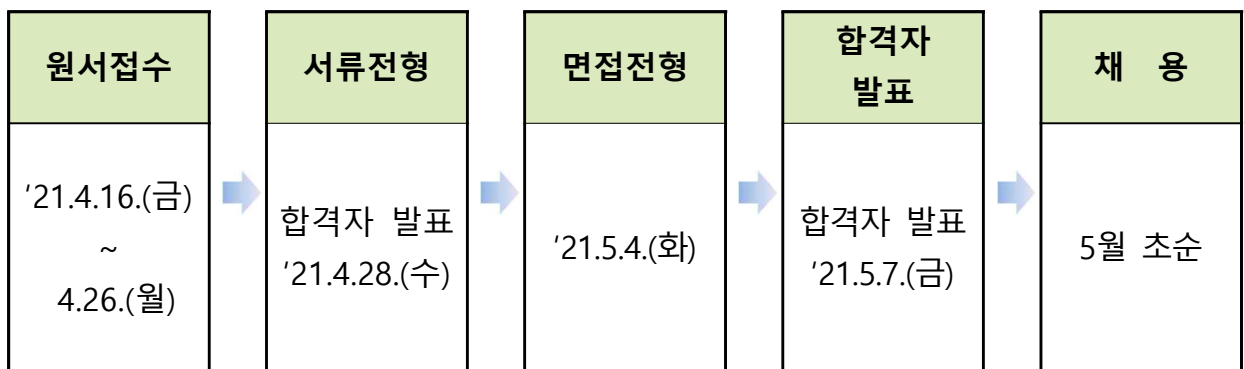 원서접수
'21.4.16.(금)
~
4.26.(월)
서류전형
합격자 발표
'21.4.28.(수)
면접전형
'21.5.4.(화)
합격자
발표
합격자 발표
'21.5.7.(금)
채 용
5월 초순